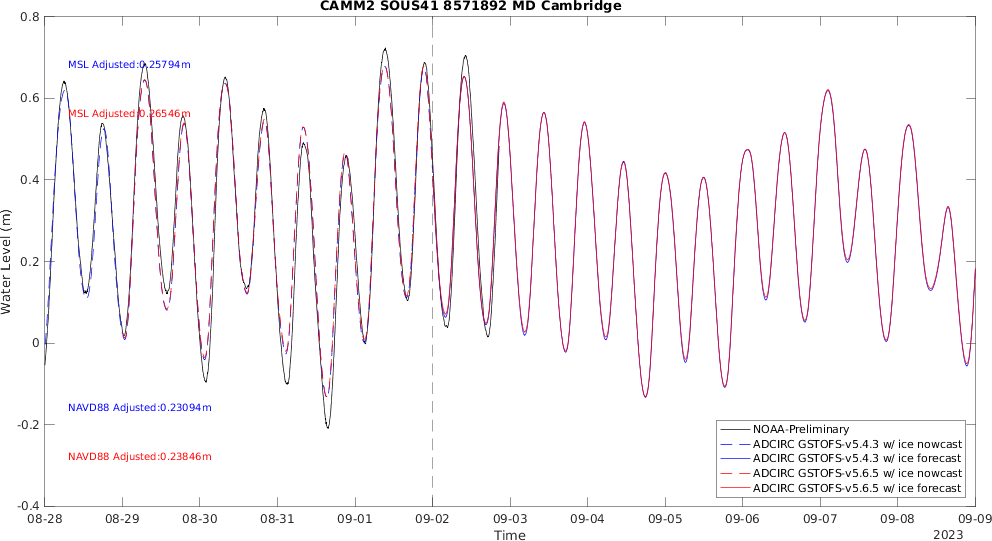 CAMM2 SOUS41 8571892 MD Cambridge
0.8
0.6
0.4
0.2
0
-0.2
-0.4
Water Level (m)
MSL Adjusted:0.25794m
MSL Adjusted:0.26546m
NAVD88 Adjusted:0.23094m
NAVD88 Adjusted:0.23846m
NOAA-Preliminary
ADCIRC GSTOFS-v5.4.3 w/ ice nowcast
ADCIRC GSTOFS-v5.4.3 w/ ice forecast
ADCIRC GSTOFS-v5.6.5 w/ ice nowcast
ADCIRC GSTOFS-v5.6.5 w/ ice forecast
08-28 08-29 08-30 08-31 09-01 09-02 09-03 09-04 09-05 09-06 09-07 09-08 09-09
Time
2023